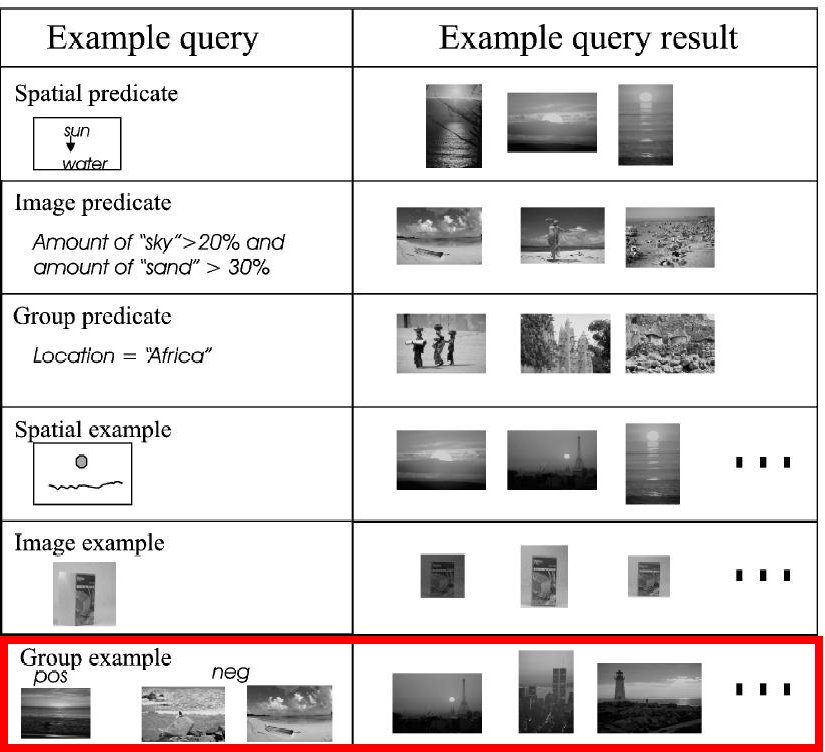 Example query
Example query result
Spatial predicate
sun
water
Image predicate
Amount of "sky">20% and
amount of "sand" > 30%
Group predicate
Location = "Africa"
Spatial example
Image example
Group example
pos
neg